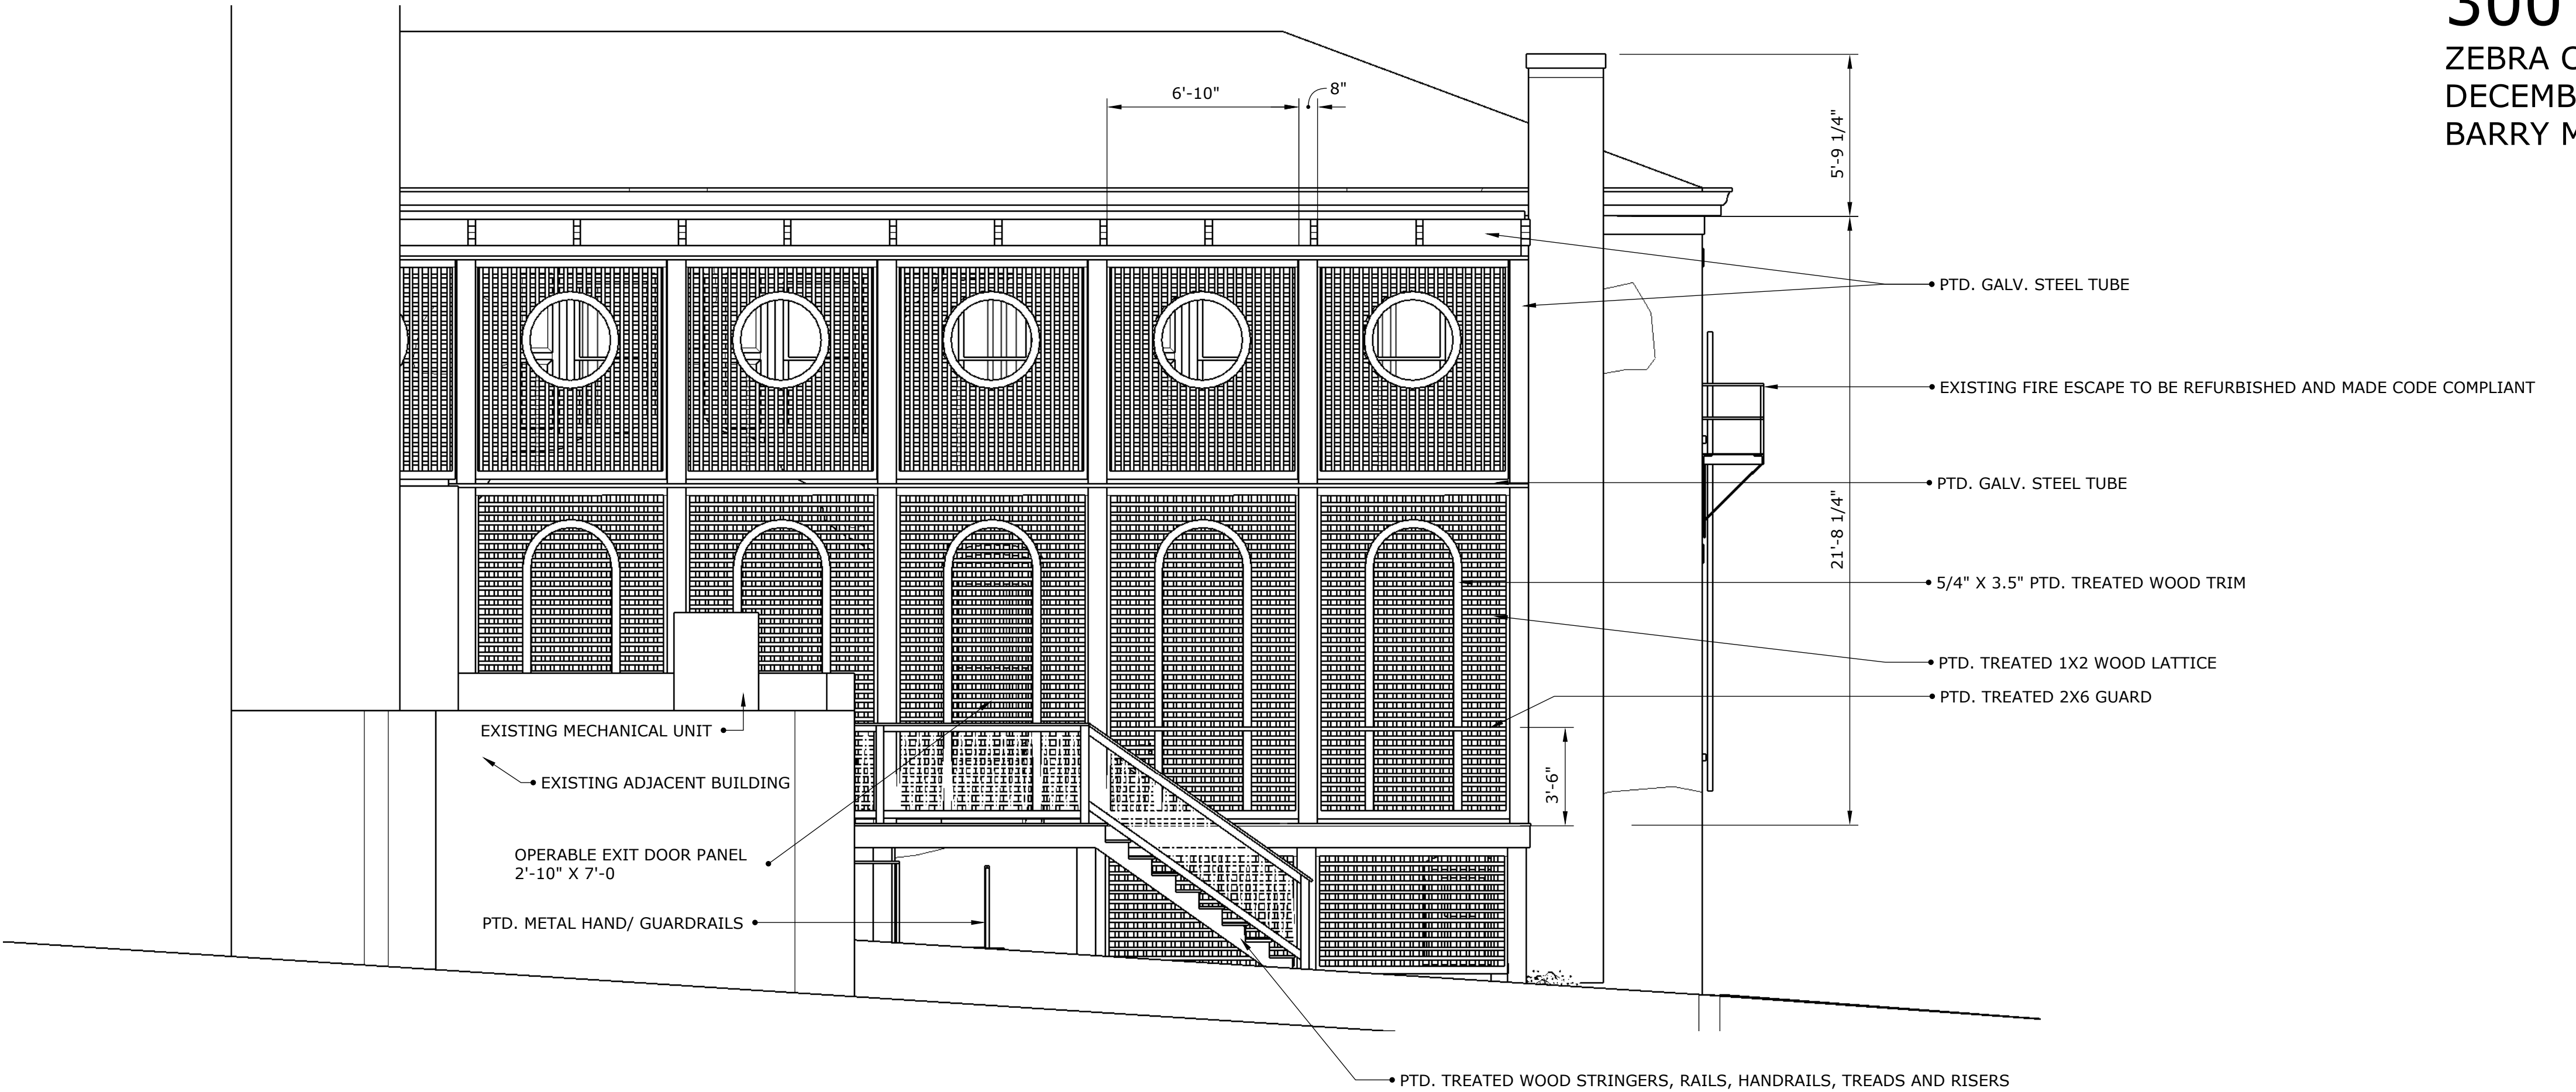 300
ZEBRA
DECEMB
BARRY
6'-10"
8"
5'-9 1/4"
PTD. GALV. STEEL TUBE
EXISTING FIRE ESCAPE TO BE REFURBISHED AND MADE CODE COMPLIANT
PTD. GALV. STEEL TUBE
21'-8 1/4"
5/4" X 3.5" PTD. TREATED WOOD TRIM
PTD. TREATED 1X2 WOOD LATTICE
PTD. TREATED 2X6 GUARD
EXISTING MECHANICAL UNIT
EXISTING ADJACENT BUILDING
3'-6"
OPERABLE EXIT DOOR PANEL
2'-10" X 7'-0
PTD. METAL HAND/ GUARDRAILS
PTD. TREATED WOOD STRINGERS, RAILS, HANDRAILS, TREADS AND RISERS